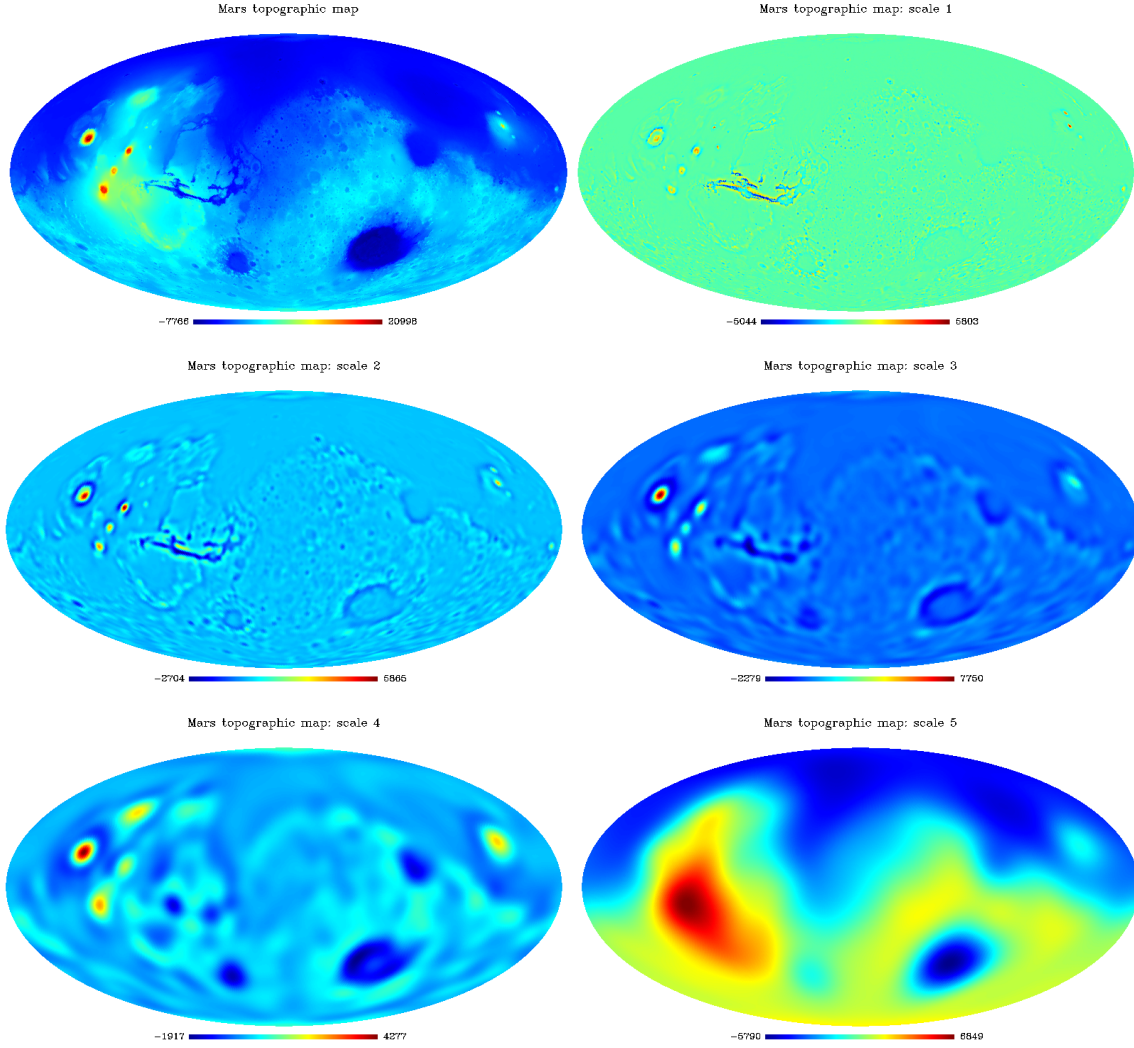 Mars topographic map
Mars topographic map: scale 1
-7766 20998
-5044 5803
Mars topographic map: scale 2
Mars topographic map: scale 3
-2704 5865
-2279 7750
Mars topographic map: scale 4
Mars topographic map: scale 5
-1917 4277
-5790 6849